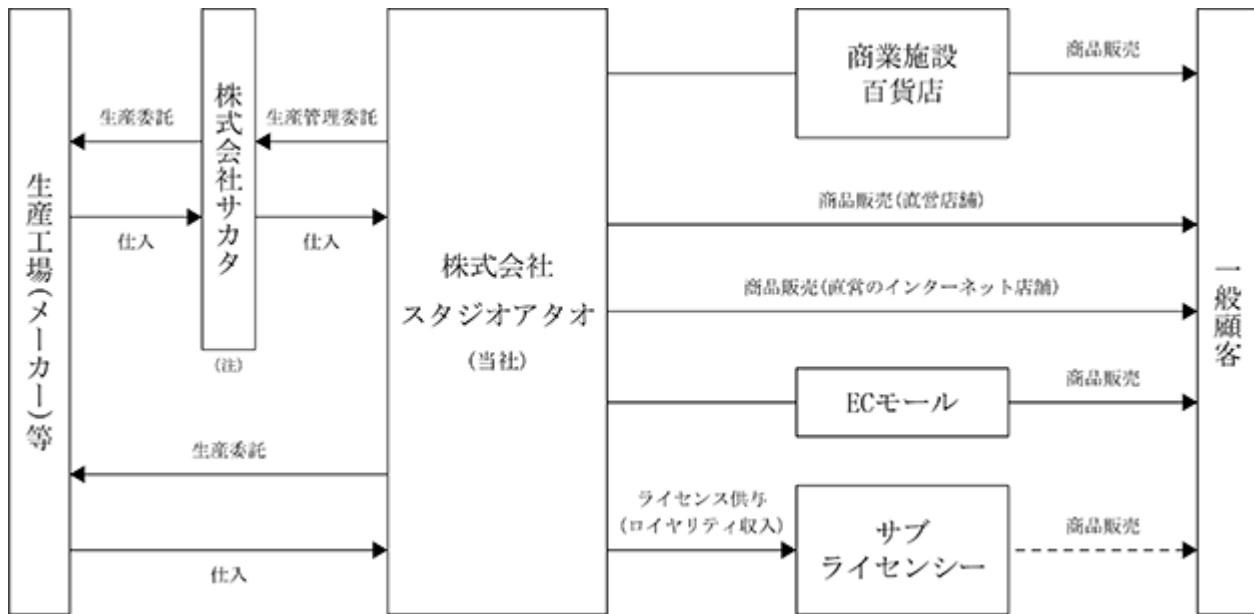 生産工場(メーカー)等
生産委託
仕入
株式会社サカタ
(注)
生産管理委託
仕入
生産委託
仕入
株式会社
スタジオアタオ
(当社)
商業施設
百貨店
商品販売
商品販売(直営店舗)
商品販売(直営のインターネット店舗)
ECモール
商品販売
ライセンス供与
(ロイヤリティ収入)
サブ
ライセンシー
商品販売
一般顧客